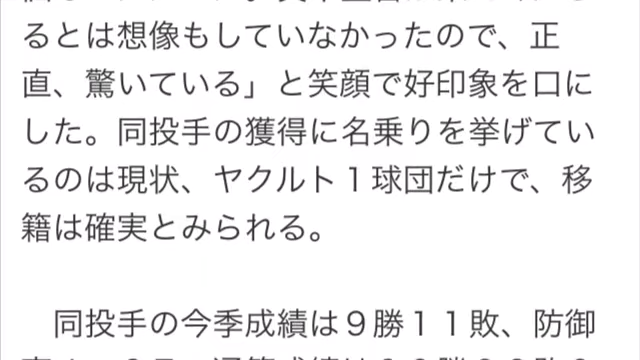 るとは想像もしていなかったので、正
直、驚いている」と笑顔で好印象を口に
した。同投手の獲得に名乗りを挙げてい
るのは現状、ヤクルト１球団だけで、移
籍は確実とみられる。
同投手の今季成績は９勝１１敗、防御